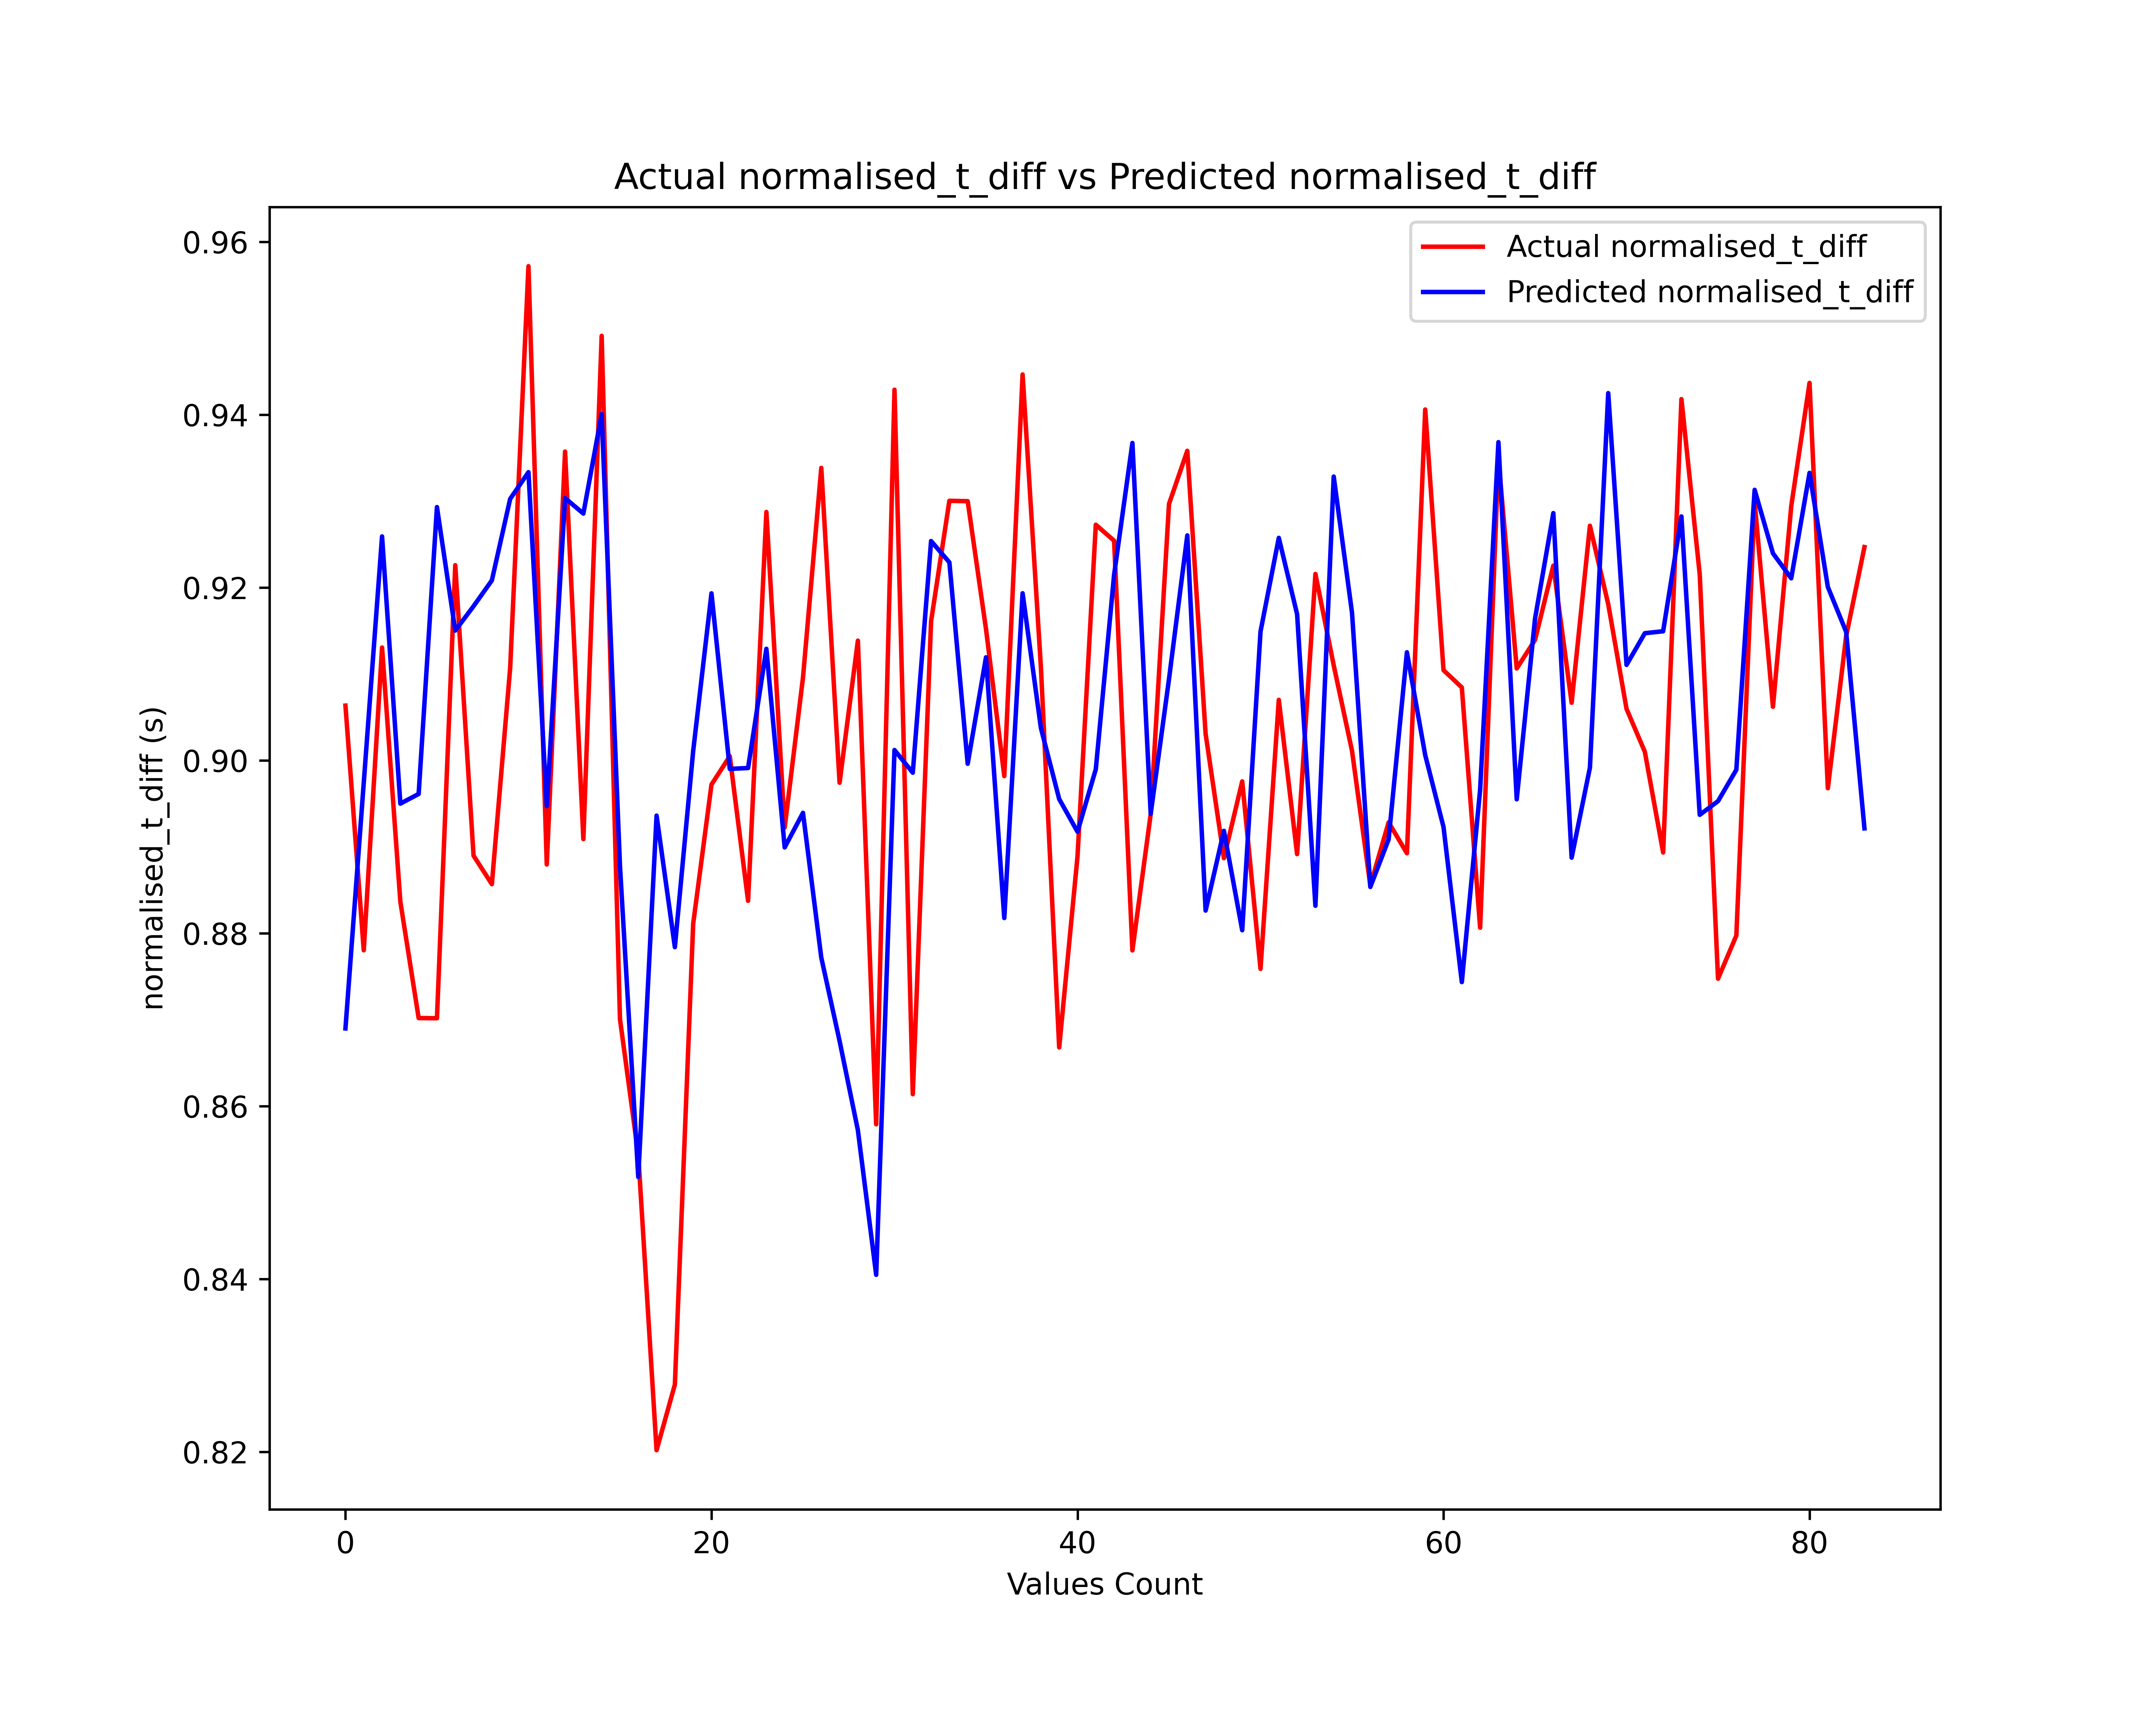 Actual normalised_t_diff vs Predicted normalised_t_diff
Actual normalised_t_diff
Predicted normalised_t_diff
normalised_t_diff (s)
0.96
0.94
0.92
0.90
0.88
0.86
0.84
0.82
0 20 40 60 80
Values Count